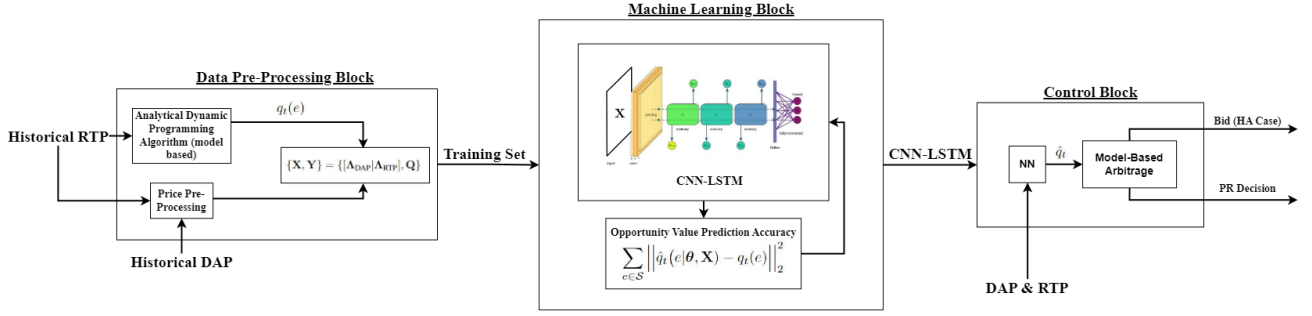 Data Pre-Processing Block
Historical RTP
Analytical Dynamic
Programming
Algorithm (model
based)
q_t(e)
{X, Y} = {[Λ_DAP|Λ_RTP], Q}
Price Pre-
Processing
Historical DAP
Training Set
Machine Learning Block
X
CNN-LSTM
Opportunity Value Prediction Accuracy
∑_{e∈S} ||q̂_t(e|θ, X) − q_t(e)||_2^2
CNN-LSTM
Control Block
NN
q̂_t
Model-Based
Arbitrage
Bid (HA Case)
PR Decision
DAP & RTP